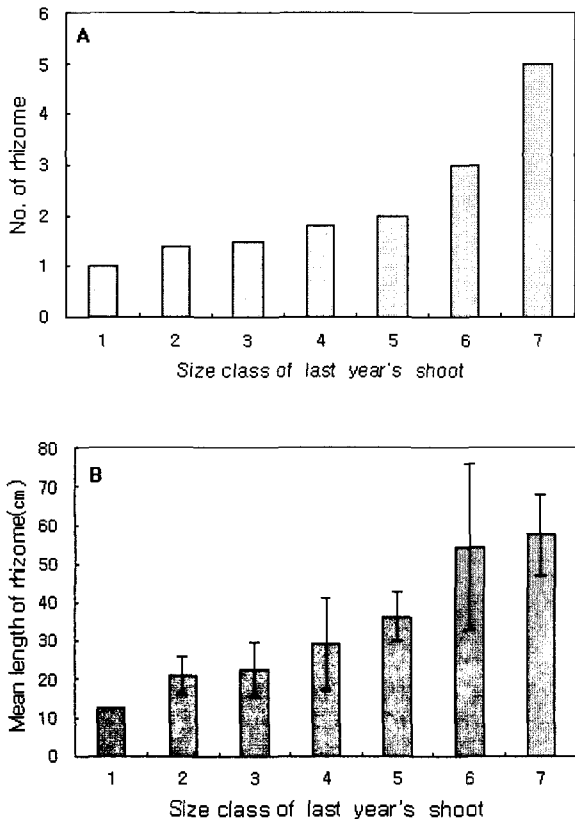 A
No. of rhizome
6
5
4
3
2
1
0
1 2 3 4 5 6 7
Size class of last year's shoot
B
Mean length of rhizome(cm)
80
70
60
50
40
30
20
10
0
1 2 3 4 5 6 7
Size class of last year's shoot